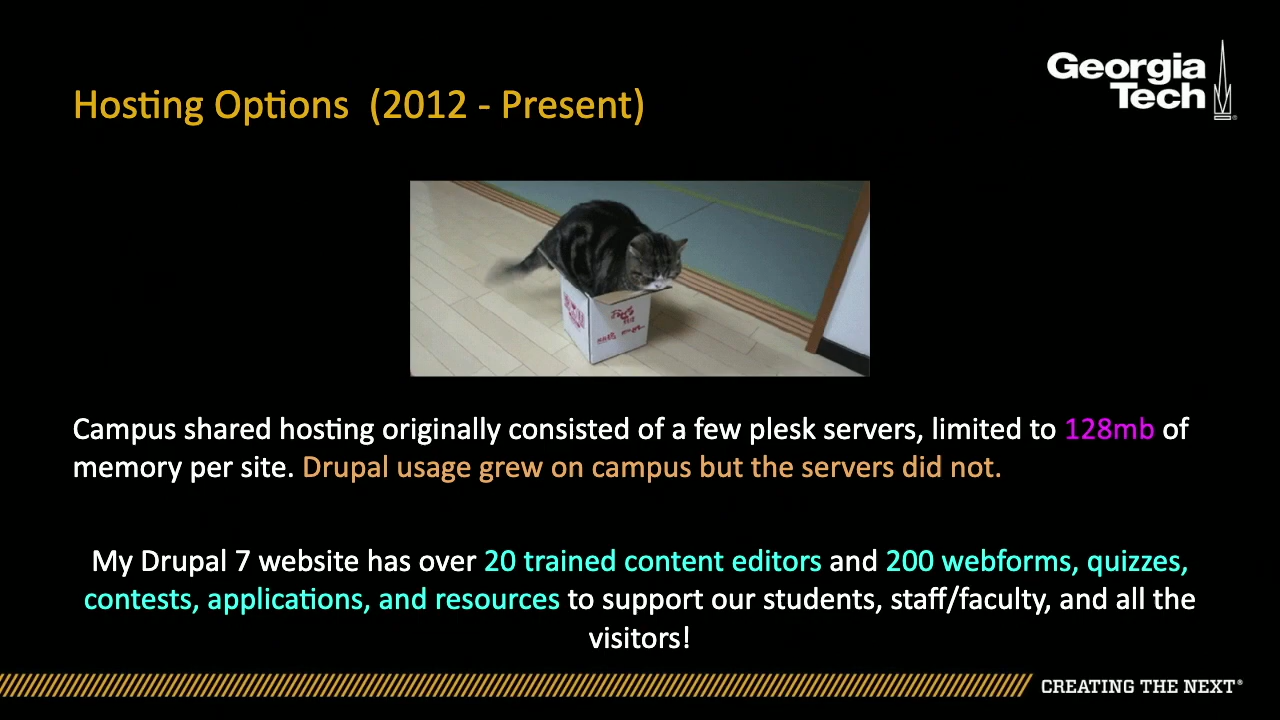 Georgia
Tech
Hosting Options (2012 - Present)
Campus shared hosting originally consisted of a few plesk servers, limited to 128mb of
memory per site. Drupal usage grew on campus but the servers did not.
My Drupal 7 website has over 20 trained content editors and 200 webforms, quizzes,
contests, applications, and resources to support our students, staff/faculty, and all the
visitors!
CREATING THE NEXT®